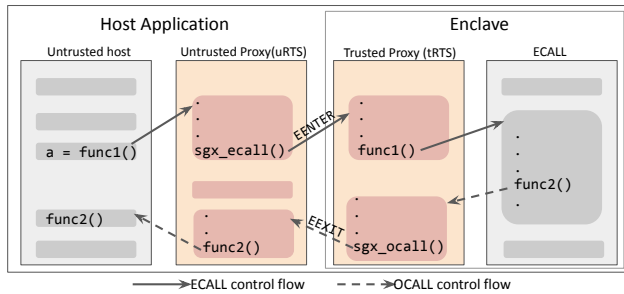 Host Application
Enclave
Untrusted host
Untrusted Proxy(uRTS)
Trusted Proxy (tRTS)
ECALL
a = func1()
func2()
.
.
.
sgx_ecall()
.
.
func2()
EENTER
EEXIT
.
.
.
func1()
.
.
.
sgx_ocall()
.
.
.
func2()
.
ECALL control flow
OCALL control flow